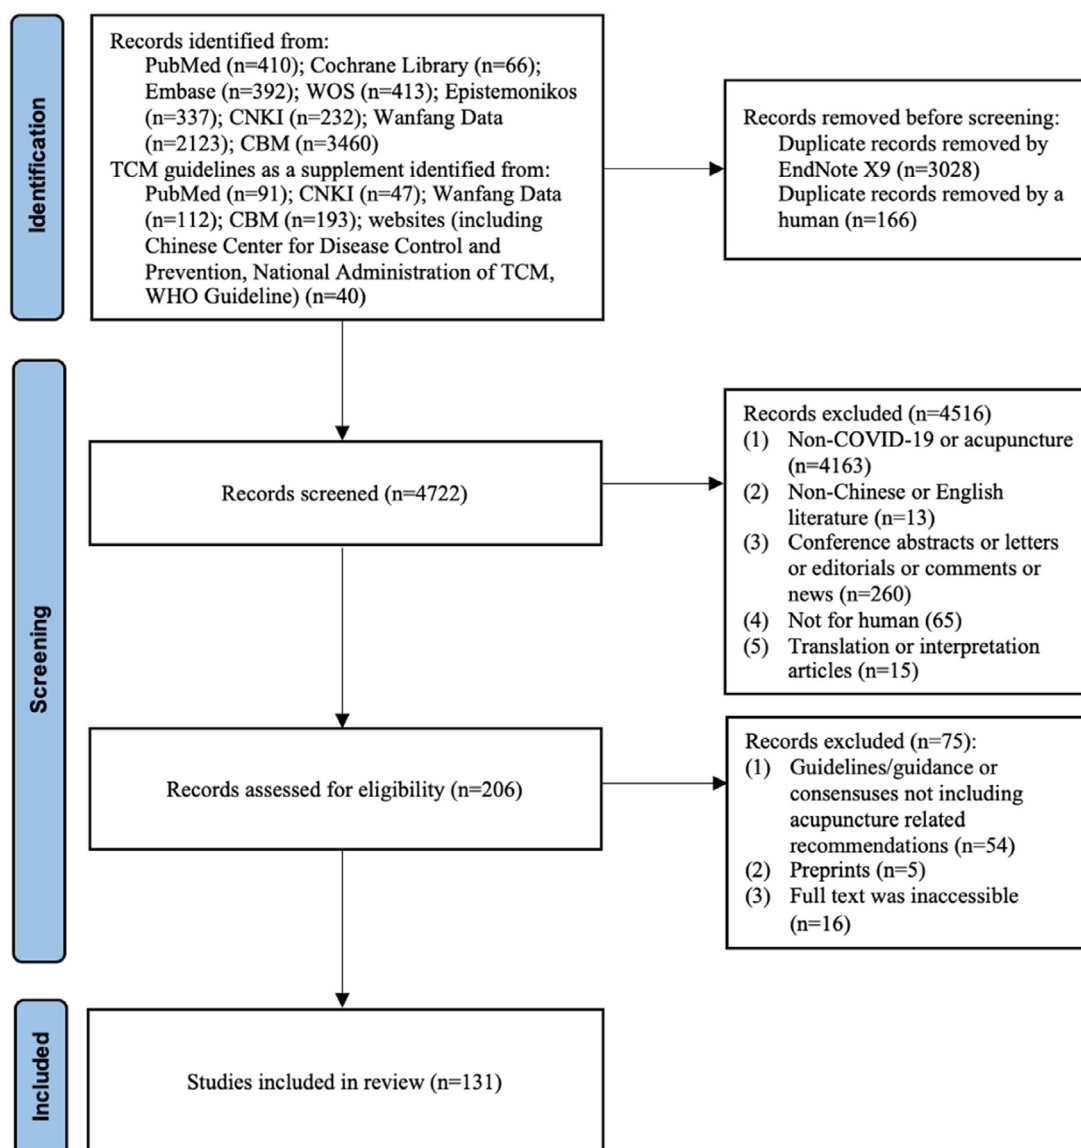 Identification
Records identified from:
PubMed (n=410); Cochrane Library (n=66);
Embase (n=392); WOS (n=413); Epistemonikos
(n=337); CNKI (n=232); Wanfang Data
(n=2123); CBM (n=3460)
TCM guidelines as a supplement identified from:
PubMed (n=91); CNKI (n=47); Wanfang Data
(n=112); CBM (n=193); websites (including
Chinese Center for Disease Control and
Prevention, National Administration of TCM,
WHO Guideline) (n=40)
Records removed before screening:
Duplicate records removed by
EndNote X9 (n=3028)
Duplicate records removed by a
human (n=166)
Screening
Records screened (n=4722)
Records excluded (n=4516)
(1) Non-COVID-19 or acupuncture
(n=4163)
(2) Non-Chinese or English
literature (n=13)
(3) Conference abstracts or letters
or editorials or comments or
news (n=260)
(4) Not for human (65)
(5) Translation or interpretation
articles (n=15)
Records assessed for eligibility (n=206)
Records excluded (n=75):
(1) Guidelines/guidance or
consensuses not including
acupuncture related
recommendations (n=54)
(2) Preprints (n=5)
(3) Full text was inaccessible
(n=16)
Included
Studies included in review (n=131)